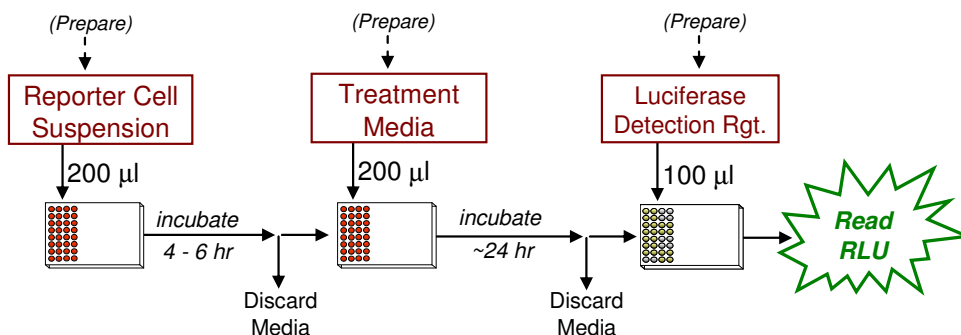 (Prepare)
Reporter Cell
Suspension
200 µl
incubate
4 - 6 hr
Discard
Media
(Prepare)
Treatment
Media
200 µl
incubate
~24 hr
Discard
Media
(Prepare)
Luciferase
Detection Rgt.
100 µl
Read
RLU